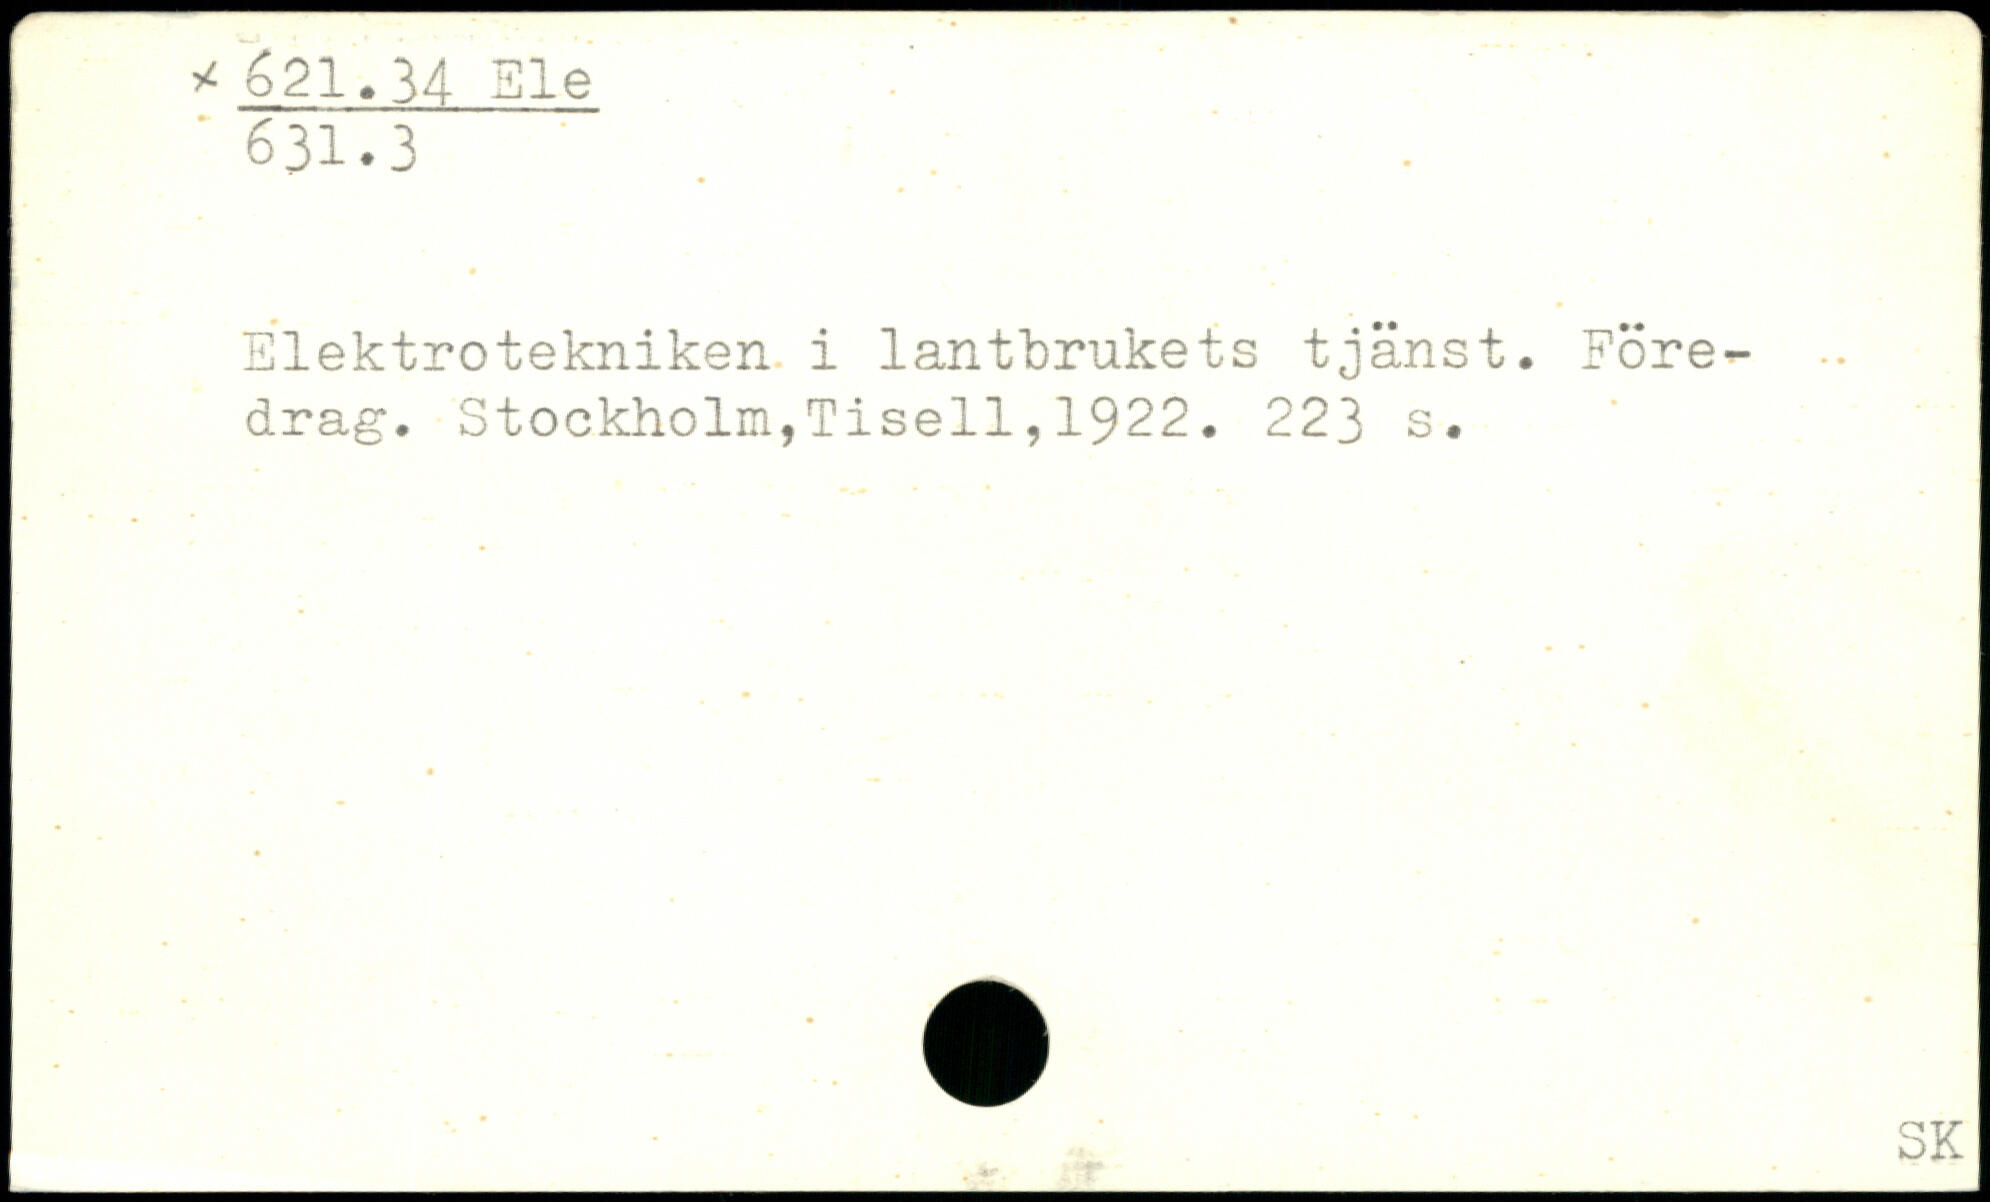 × 621.34 Ele
631.3
Elektrotekniken i lantbrukets tjänst. Före-
drag. Stockholm,Tisell,1922. 223 s.
SK